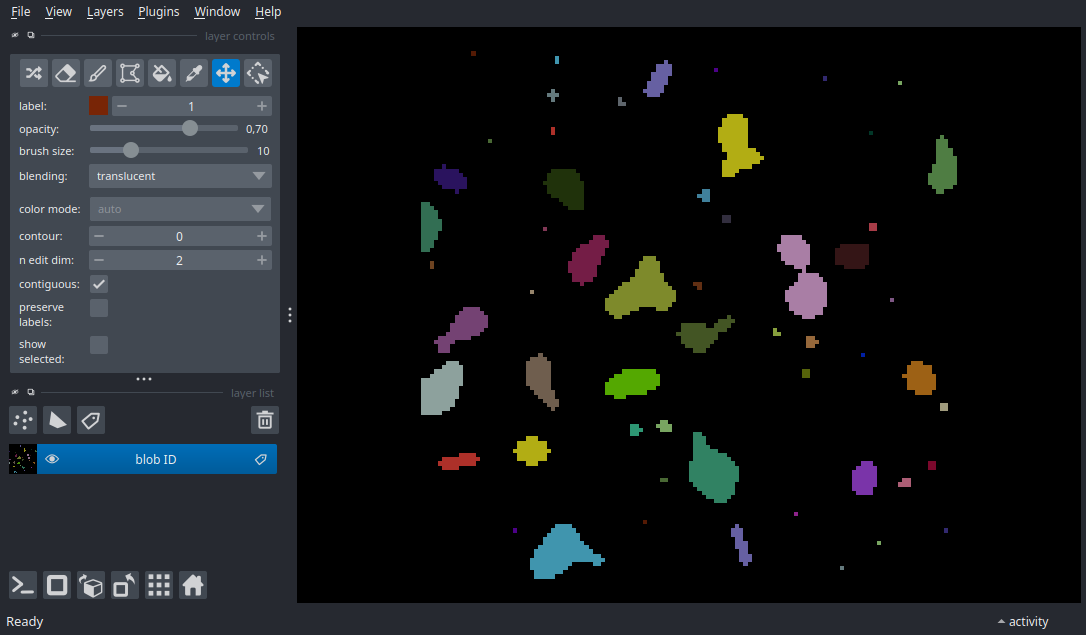 File View Layers Plugins Window Help
layer controls
label: 1
opacity: 0,70
brush size: 10
blending: translucent
color mode: auto
contour: 0
n edit dim: 2
contiguous:
preserve
labels:
show
selected:
layer list
blob ID
Ready
activity